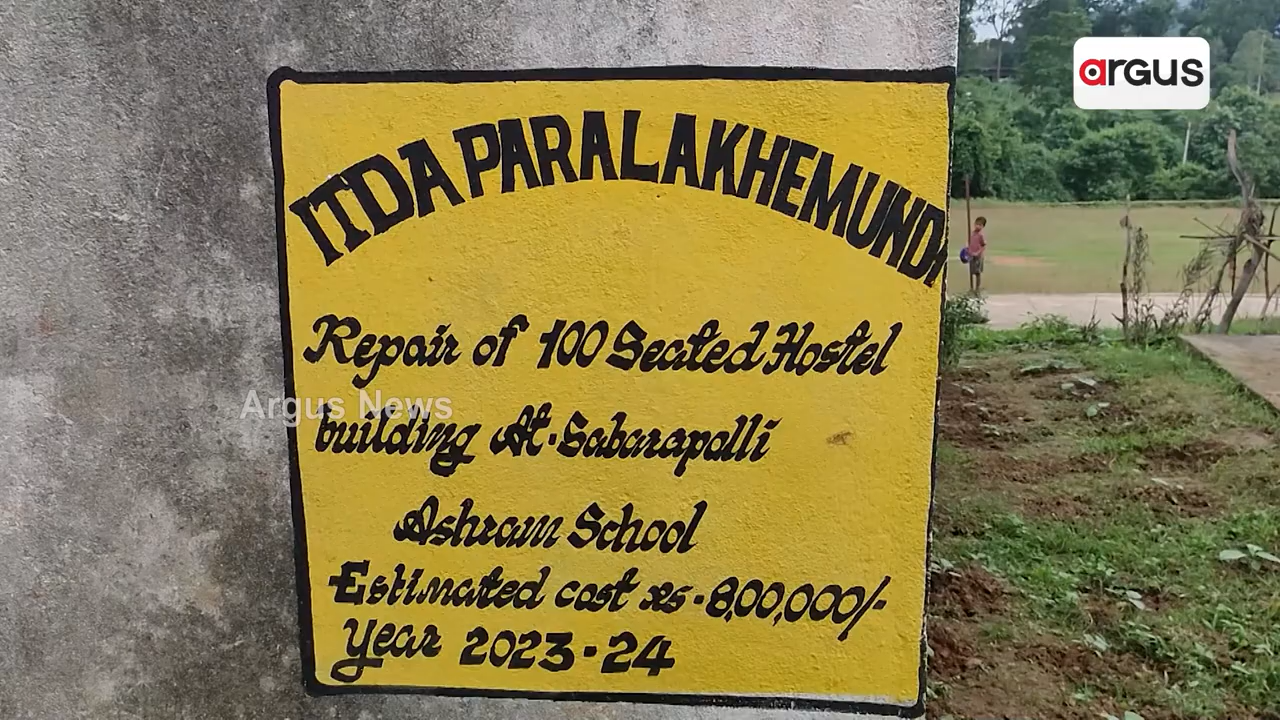 argus
ITDA PARALAKHEMUNDI
Repair of 100 Seated Hostel
Argus News
building At.Sabarapalli
Ashram School
Estimated cost rs.8,00,000/-
Year 2023-24